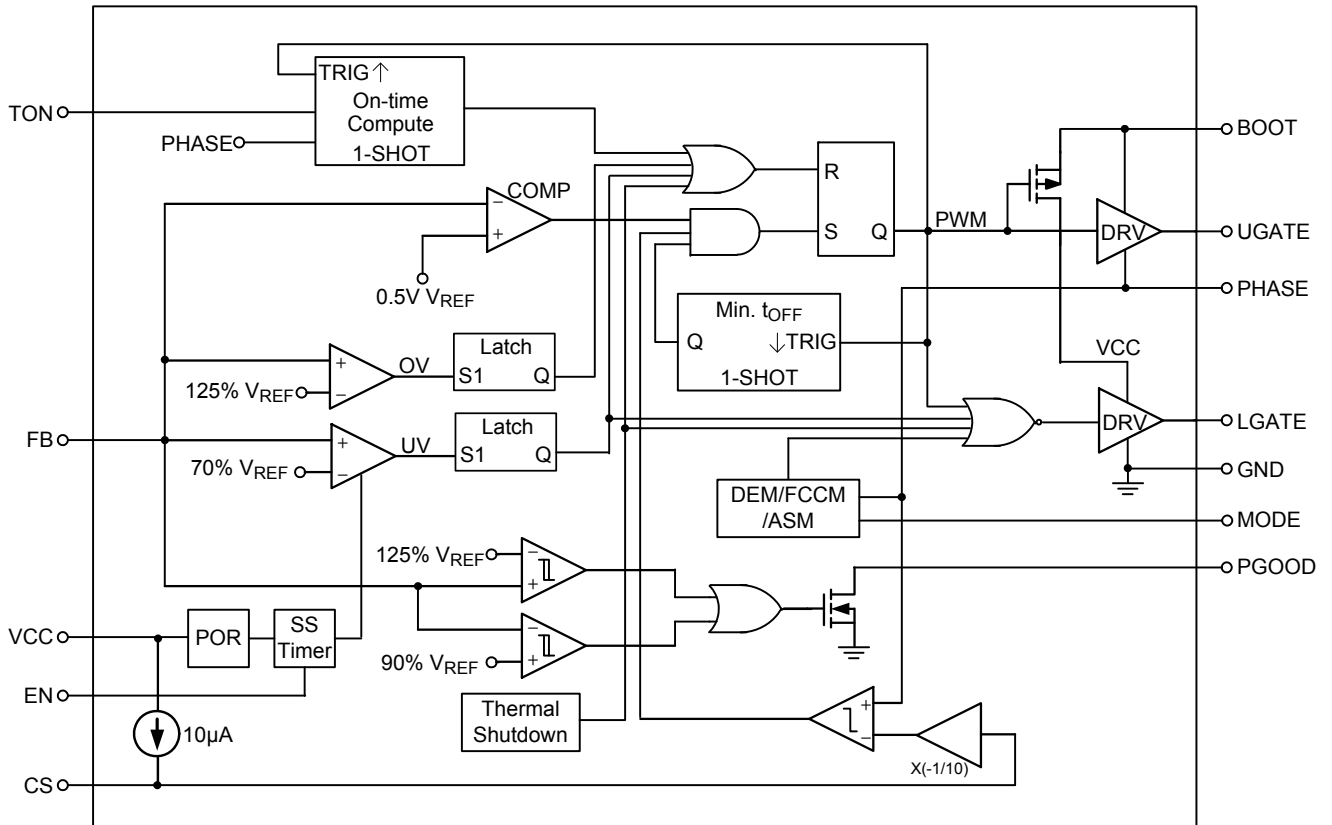 TRIG↑
On-time
Compute
1-SHOT
TON
PHASE
BOOT
COMP
R
S
Q
PWM
DRV
UGATE
0.5V VREF
PHASE
Min. tOFF
Q
↓TRIG
1-SHOT
VCC
Latch
S1
Q
+
−
OV
125% VREF
−
+
FB
Latch
S1
Q
+
−
UV
70% VREF
DRV
LGATE
GND
DEM/FCCM
/ASM
MODE
125% VREF
−
+
PGOOD
VCC
POR
SS
Timer
−
+
90% VREF
EN
Thermal
Shutdown
+
−
10µA
X(-1/10)
CS